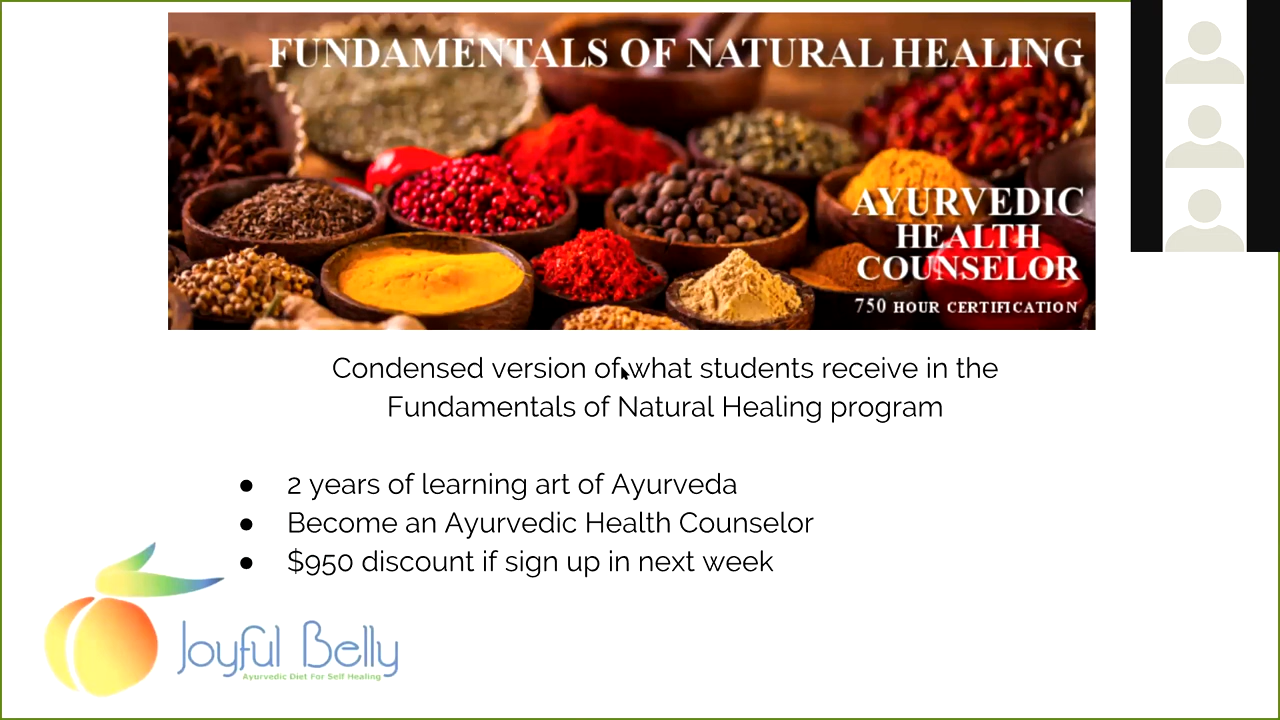 FUNDAMENTALS OF NATURAL HEALING
AYURVEDIC
HEALTH
COUNSELOR
750 HOUR CERTIFICATION
Condensed version of what students receive in the
Fundamentals of Natural Healing program
● 2 years of learning art of Ayurveda
● Become an Ayurvedic Health Counselor
● $950 discount if sign up in next week
Joyful Belly
Ayurvedic Diet For Self Healing